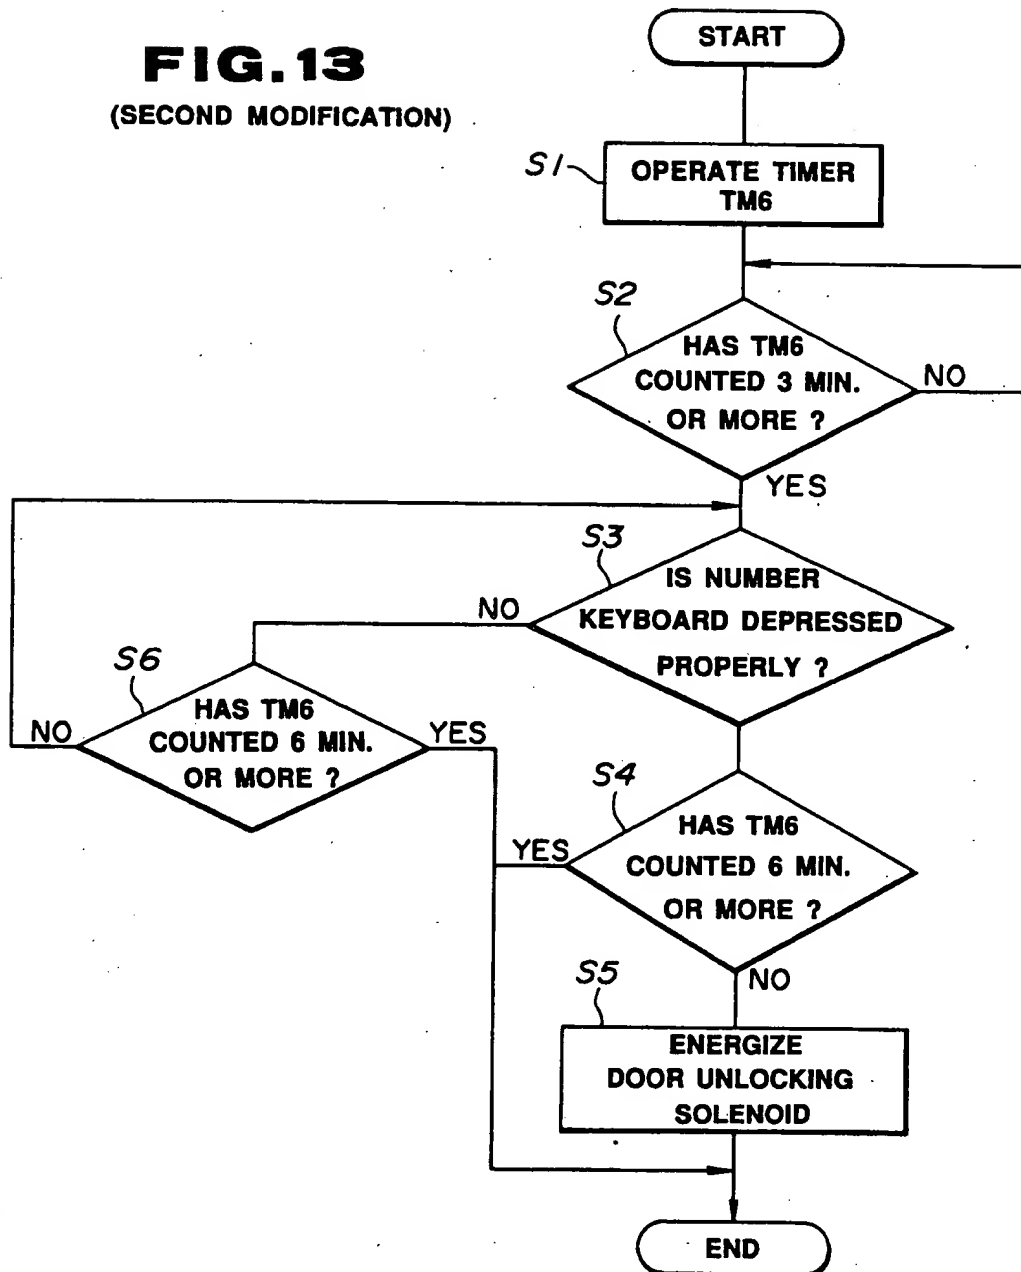 FIG.13
(SECOND MODIFICATION)
START
S1
OPERATE TIMER
TM6
S2
HAS TM6
COUNTED 3 MIN.
OR MORE ?
NO
YES
S3
IS NUMBER
KEYBOARD DEPRESSED
PROPERLY ?
NO
S6
HAS TM6
COUNTED 6 MIN.
OR MORE ?
NO
YES
S4
HAS TM6
COUNTED 6 MIN.
OR MORE ?
YES
NO
S5
ENERGIZE
DOOR UNLOCKING
SOLENOID
END